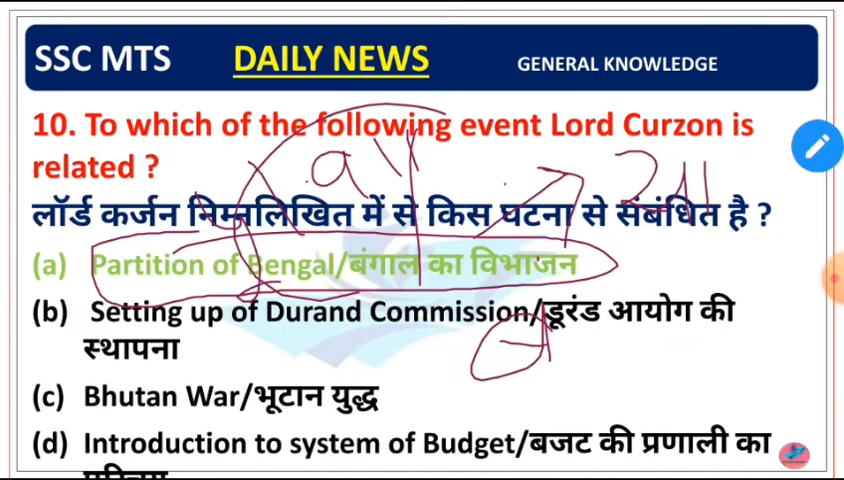 SSC MTS DAILY NEWS GENERAL KNOWLEDGE
10. To which of the following event Lord Curzon is
related ?
लॉर्ड कर्जन निम्नलिखित में से किस घटना से संबंधित है ?
(a) Partition of Bengal/बंगाल का विभाजन
(b) Setting up of Durand Commission/डूरंड आयोग की
स्थापना
(c) Bhutan War/भूटान युद्ध
(d) Introduction to system of Budget/बजट की प्रणाली का
परिचय